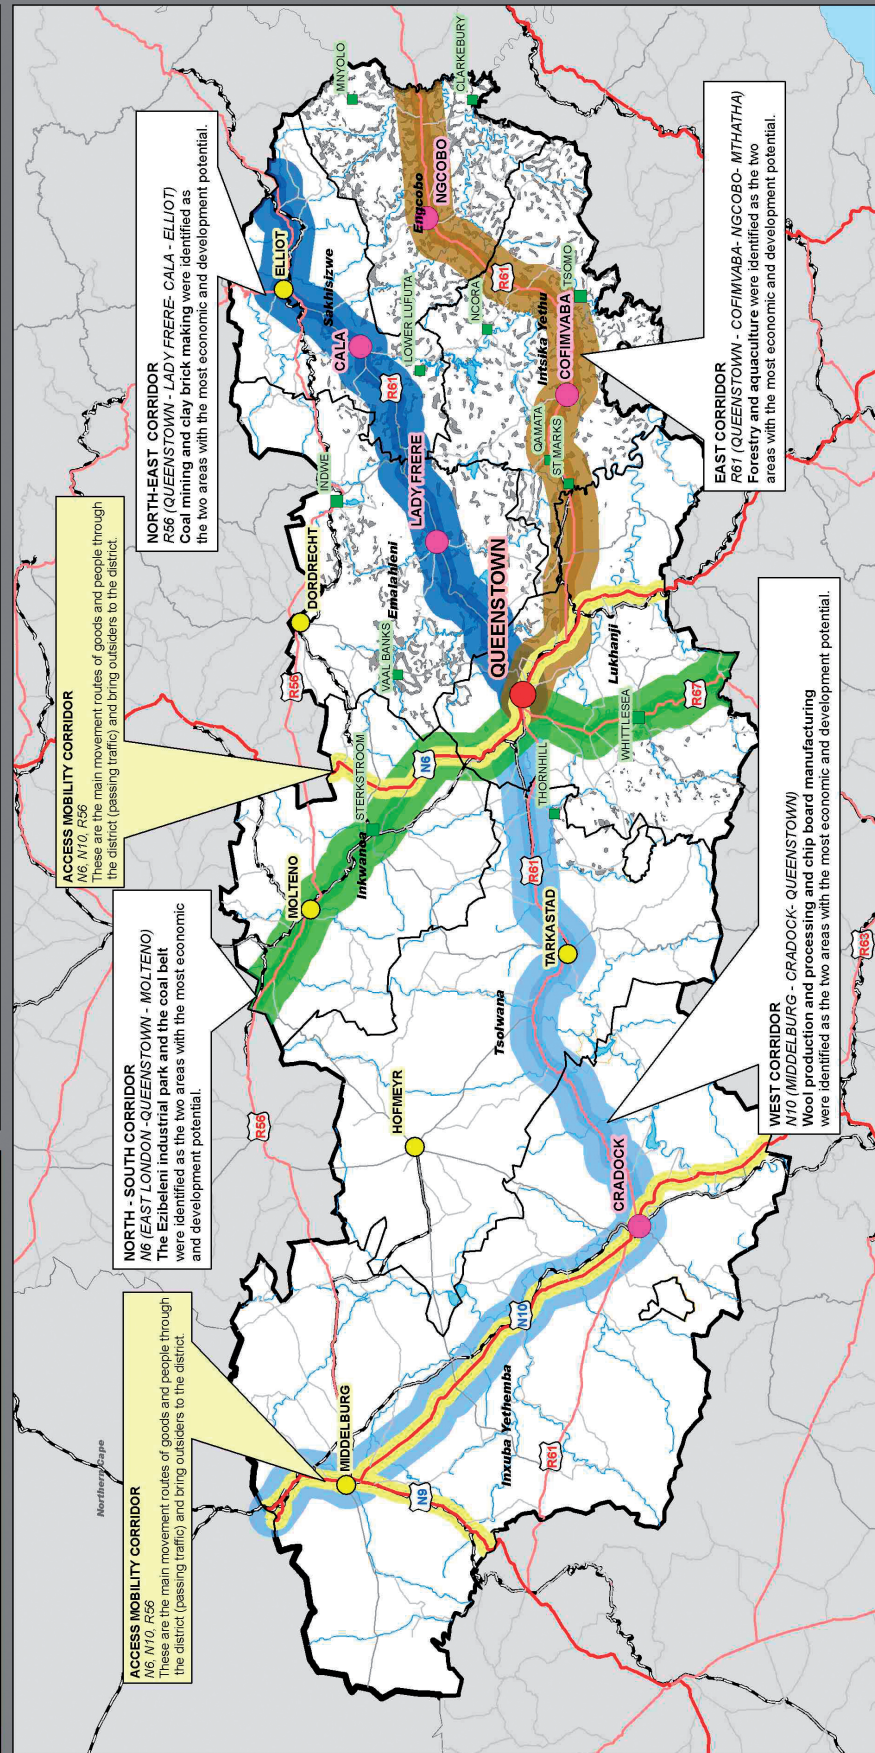 Northern Cape
ACCESS MOBILITY CORRIDOR
N6, N10, R56
These are the main movement routes of goods and people through
the district (passing traffic) and bring outsiders to the district.
NORTH - SOUTH CORRIDOR
N6 (EAST LONDON -QUEENSTOWN - MOLTENO)
The Ezibeleni industrial park and the coal belt
were identified as the two areas with the most economic
and development potential.
ACCESS MOBILITY CORRIDOR
N6, N10, R56
These are the main movement routes of goods and people through
the district (passing traffic) and bring outsiders to the district.
NORTH-EAST CORRIDOR
R56 (QUEENSTOWN - LADY FRERE- CALA - ELLIOT)
Coal mining and clay brick making were identified as
the two areas with the most economic and development potential.
MIDDELBURG
N9
N10
Inxuba Yethemba
R61
CRADOCK
HOFMEYR
R56
Tsolwana
TARKASTAD
R61
MOLTENO
Inkwanca
STERKSTROOM
N6
R56
DORDRECHT
INDWE
VAAL BANKS
Emalahleni
LADY FRERE
QUEENSTOWN
THORNHILL
WHITTLESEA
R67
Lukhanji
R61
CALA
Sakhisizwe
ELLIOT
LOWER LUFUTA
NCORA
QAMATA
ST MARKS
Intsika Yethu
COFIMVABA
TSOMO
R61
Engcobo
NGCOBO
MNYOLO
CLARKEBURY
R63
WEST CORRIDOR
N10 (MIDDELBURG - CRADOCK- QUEENSTOWN)
Wool production and processing and chip board manufacturing
were identified as the two areas with the most economic and development potential.
EAST CORRIDOR
R61 (QUEENSTOWN - COFIMVABA- NGCOBO- MTHATHA)
Forestry and aquaculture were identified as the two
areas with the most economic and development potential.